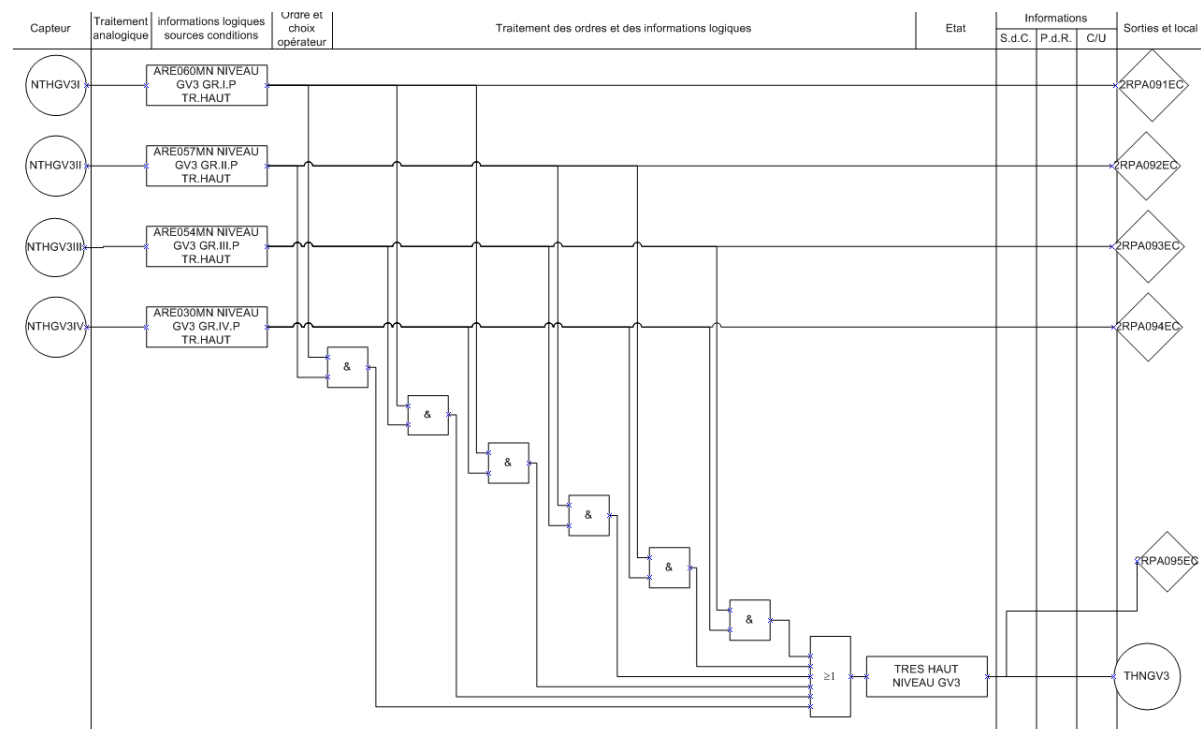 Capteur
Traitement
analogique
informations logiques
sources conditions
Ordre et
choix
opérateur
Traitement des ordres et des informations logiques
Etat
Informations
S.d.C.
P.d.R.
C/U
Sorties et local
NTHGV3I
ARE060MN NIVEAU
GV3 GR.I.P
TR.HAUT
2RPA091EC
NTHGV3II
ARE057MN NIVEAU
GV3 GR.II.P
TR.HAUT
2RPA092EC
NTHGV3III
ARE054MN NIVEAU
GV3 GR.III.P
TR.HAUT
2RPA093EC
NTHGV3IV
ARE030MN NIVEAU
GV3 GR.IV.P
TR.HAUT
2RPA094EC
&
&
&
&
&
&
2RPA095EC
≥1
TRES HAUT
NIVEAU GV3
THNGV3